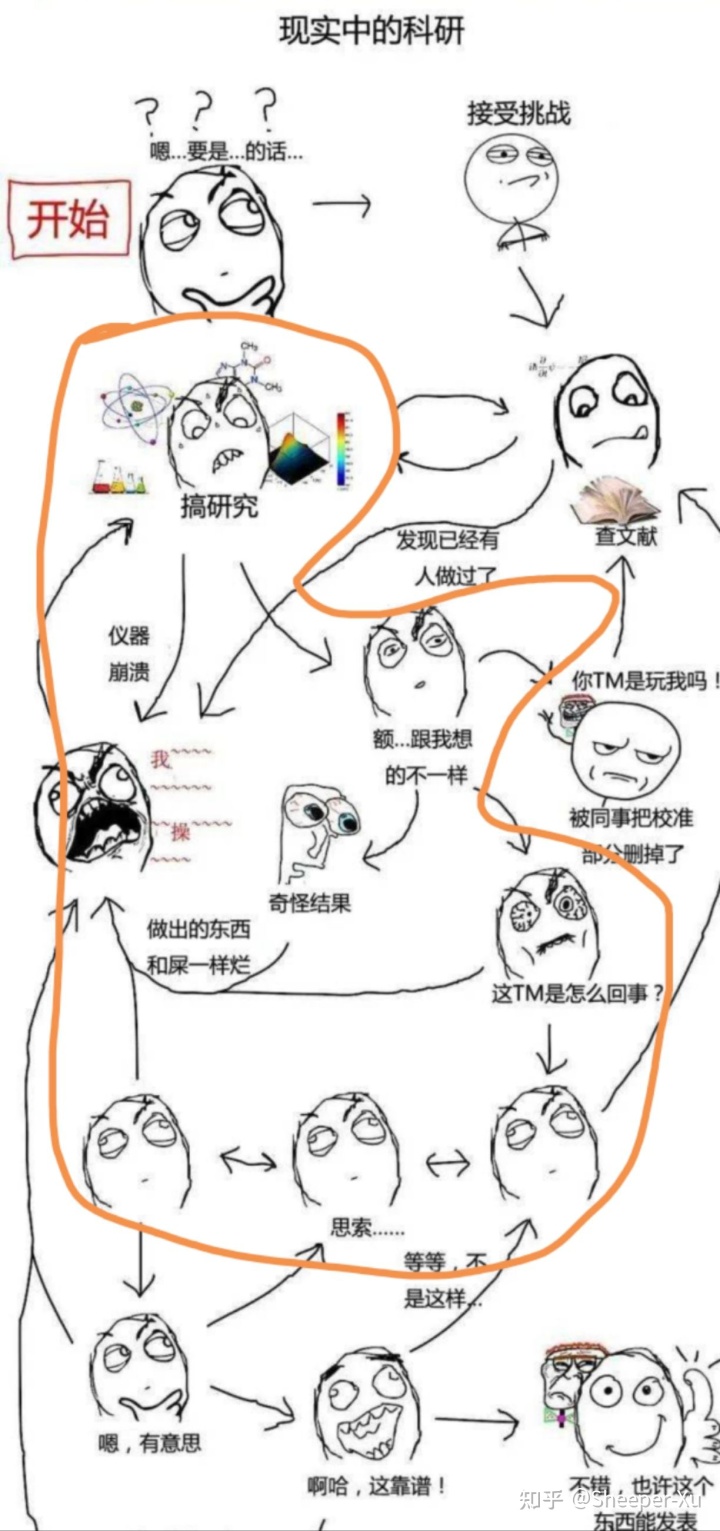 现实中的科研
? ? ?
嗯...要是...的话...
接受挑战
开始
CH₃
CH₃
搞研究
查文献
发现已经有
人做过了
仪器
崩溃
你TM是玩我吗！
额...跟我想
的不一样
我
操
被同事把校准
部分删掉了
奇怪结果
做出的东西
和屎一样烂
这TM是怎么回事？
思索......
等等，不
是这样...
嗯，有意思
啊哈，这靠谱！
不错，也许这个
东西能发表
知乎 @Sheeper-Xu